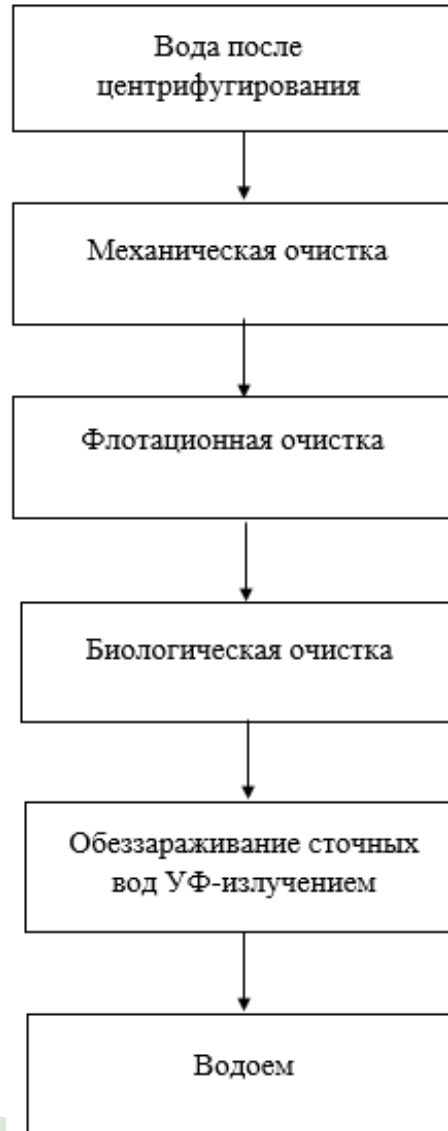 Вода после
центрифугирования
Механическая очистка
Флотационная очистка
Биологическая очистка
Обеззараживание сточных
вод УФ-излучением
Водоем